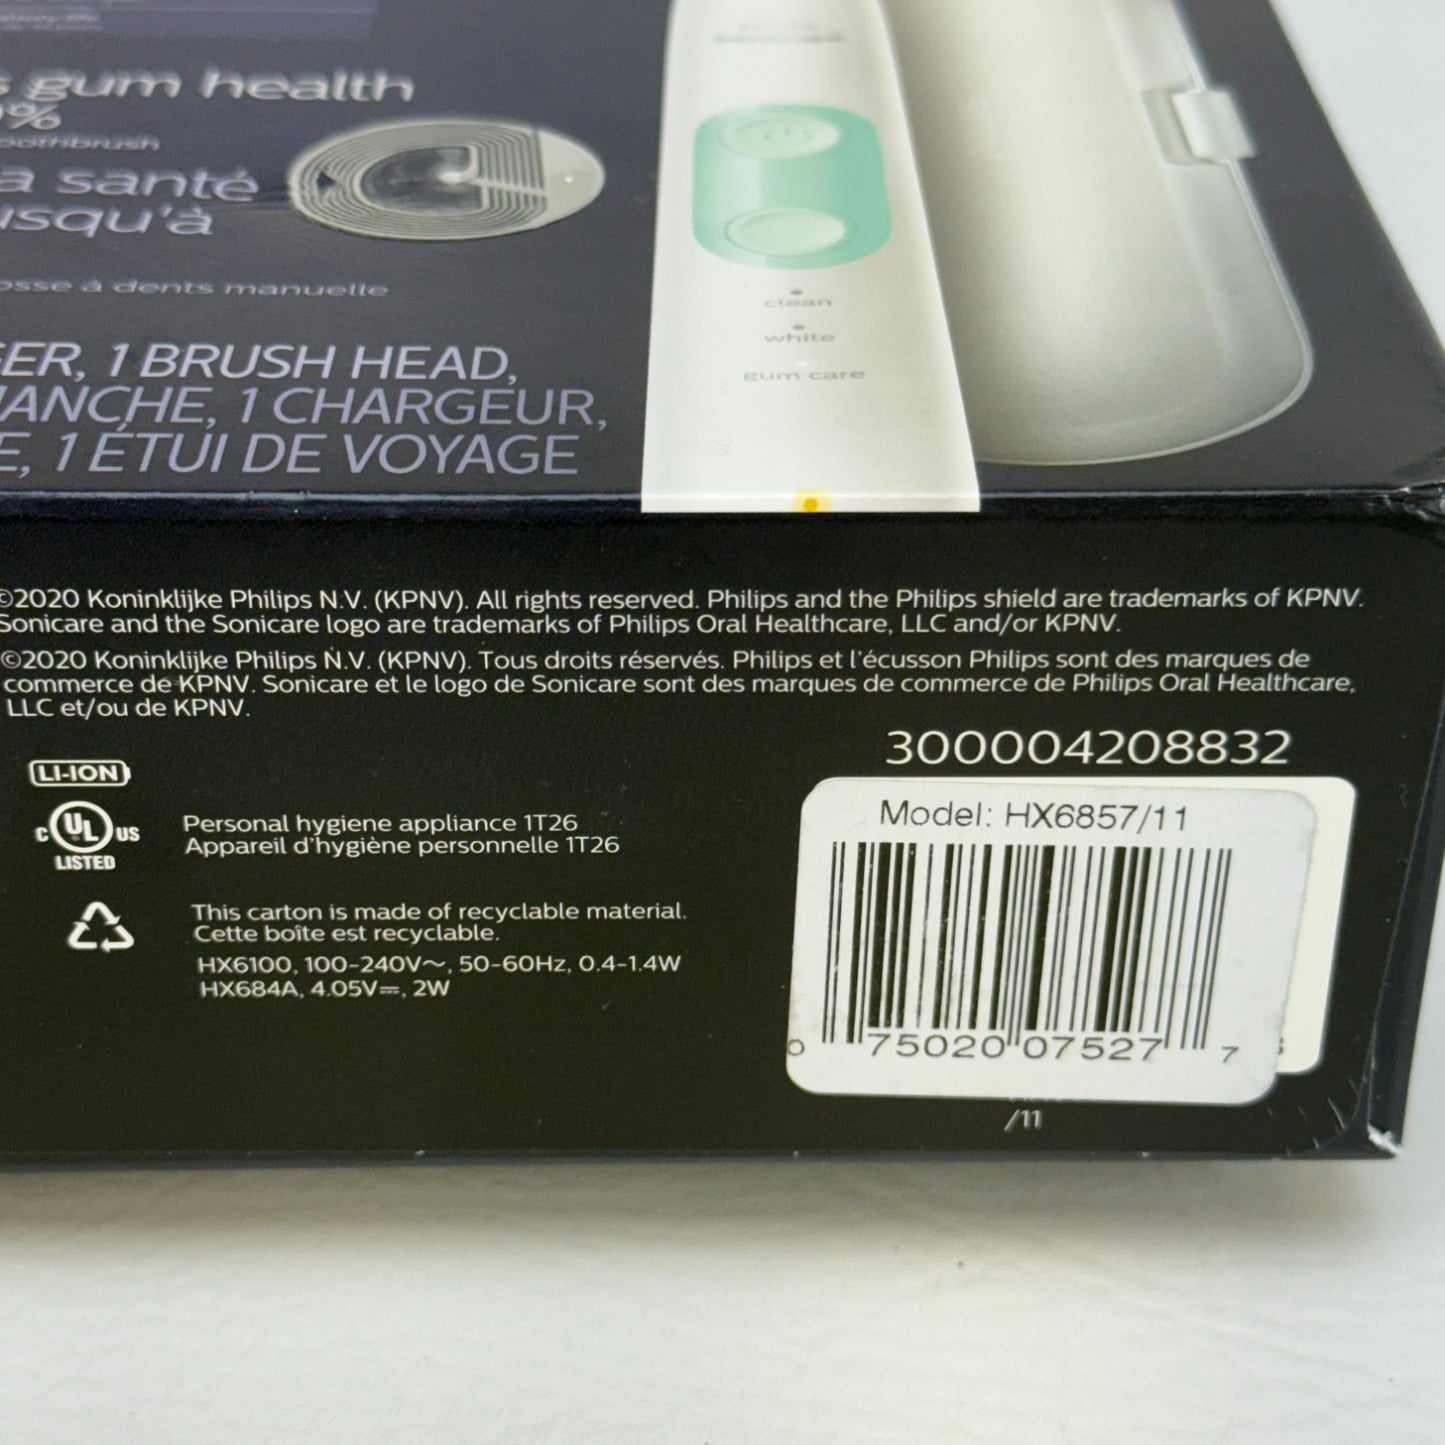 gum health
%
toothbrush
a santé
usqu'à
osse à dents manuelle
GER, 1 BRUSH HEAD,
MANCHE, 1 CHARGEUR,
E, 1 ÉTUI DE VOYAGE
clean
white
gum care
©2020 Koninklijke Philips N.V. (KPNV). All rights reserved. Philips and the Philips shield are trademarks of KPNV.
Sonicare and the Sonicare logo are trademarks of Philips Oral Healthcare, LLC and/or KPNV.
©2020 Koninklijke Philips N.V. (KPNV). Tous droits réservés. Philips et l'écusson Philips sont des marques de
commerce de KPNV. Sonicare et le logo de Sonicare sont des marques de commerce de Philips Oral Healthcare,
LLC et/ou de KPNV.
300004208832
LI-ION
C UL US
LISTED
Personal hygiene appliance 1T26
Appareil d'hygiène personnelle 1T26
This carton is made of recyclable material.
Cette boîte est recyclable.
HX6100, 100-240V~, 50-60Hz, 0.4-1.4W
HX684A, 4.05V⎓, 2W
Model: HX6857/11
0 75020 07527 7
/11